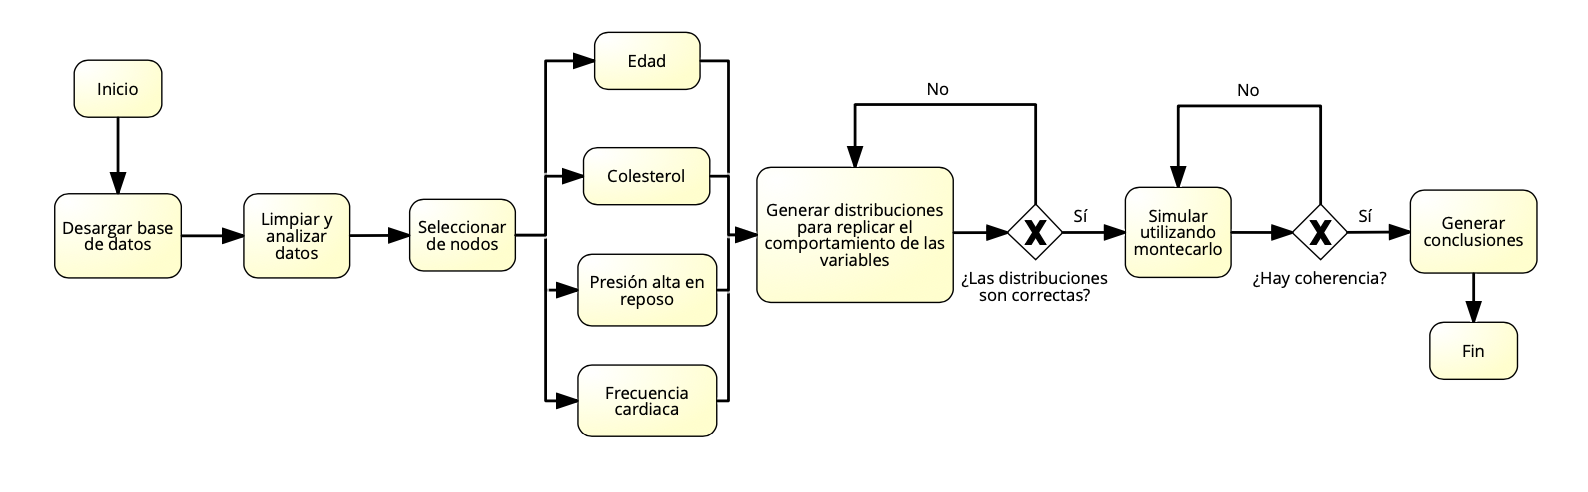 Inicio
Desargar base
de datos
Limpiar y
analizar
datos
Seleccionar
de nodos
Edad
Colesterol
Presión alta en
reposo
Frecuencia
cardiaca
Generar distribuciones
para replicar el
comportamiento de las
variables
No
X
Sí
¿Las distribuciones
son correctas?
Simular
utilizando
montecarlo
No
X
Sí
¿Hay coherencia?
Generar
conclusiones
Fin